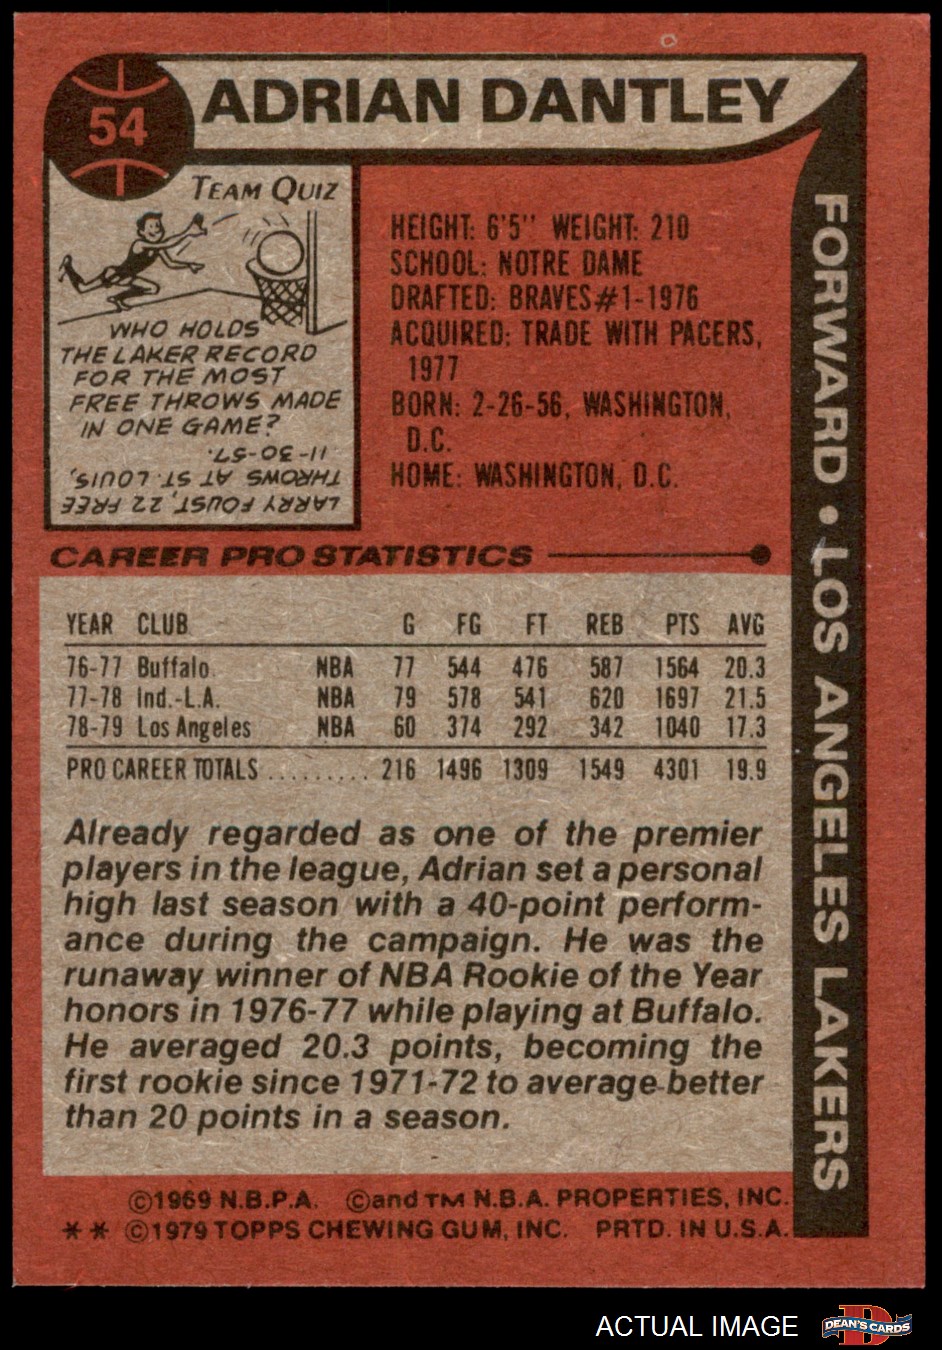 54
ADRIAN DANTLEY
TEAM QUIZ
WHO HOLDS
THE LAKER RECORD
FOR THE MOST
FREE THROWS MADE
IN ONE GAME?
LARRY FOUST, 22 FREE
THROWS AT ST. LOUIS,
11-30-57.
HEIGHT: 6'5" WEIGHT: 210
SCHOOL: NOTRE DAME
DRAFTED: BRAVES#1-1976
ACQUIRED: TRADE WITH PACERS,
1977
BORN: 2-26-56, WASHINGTON,
D.C.
HOME: WASHINGTON, D.C.
FORWARD • LOS ANGELES LAKERS
CAREER PRO STATISTICS
YEAR CLUB G FG FT REB PTS AVG
76-77 Buffalo NBA 77 544 476 587 1564 20.3
77-78 Ind.-L.A. NBA 79 578 541 620 1697 21.5
78-79 Los Angeles NBA 60 374 292 342 1040 17.3
PRO CAREER TOTALS ......... 216 1496 1309 1549 4301 19.9
Already regarded as one of the premier
players in the league, Adrian set a personal
high last season with a 40-point perform-
ance during the campaign. He was the
runaway winner of NBA Rookie of the Year
honors in 1976-77 while playing at Buffalo.
He averaged 20.3 points, becoming the
first rookie since 1971-72 to average better
than 20 points in a season.
©1969 N.B.P.A. ©and TM N.B.A. PROPERTIES, INC.
** ©1979 TOPPS CHEWING GUM, INC. PRTD. IN U.S.A.
ACTUAL IMAGE
D
DEAN'S CARDS